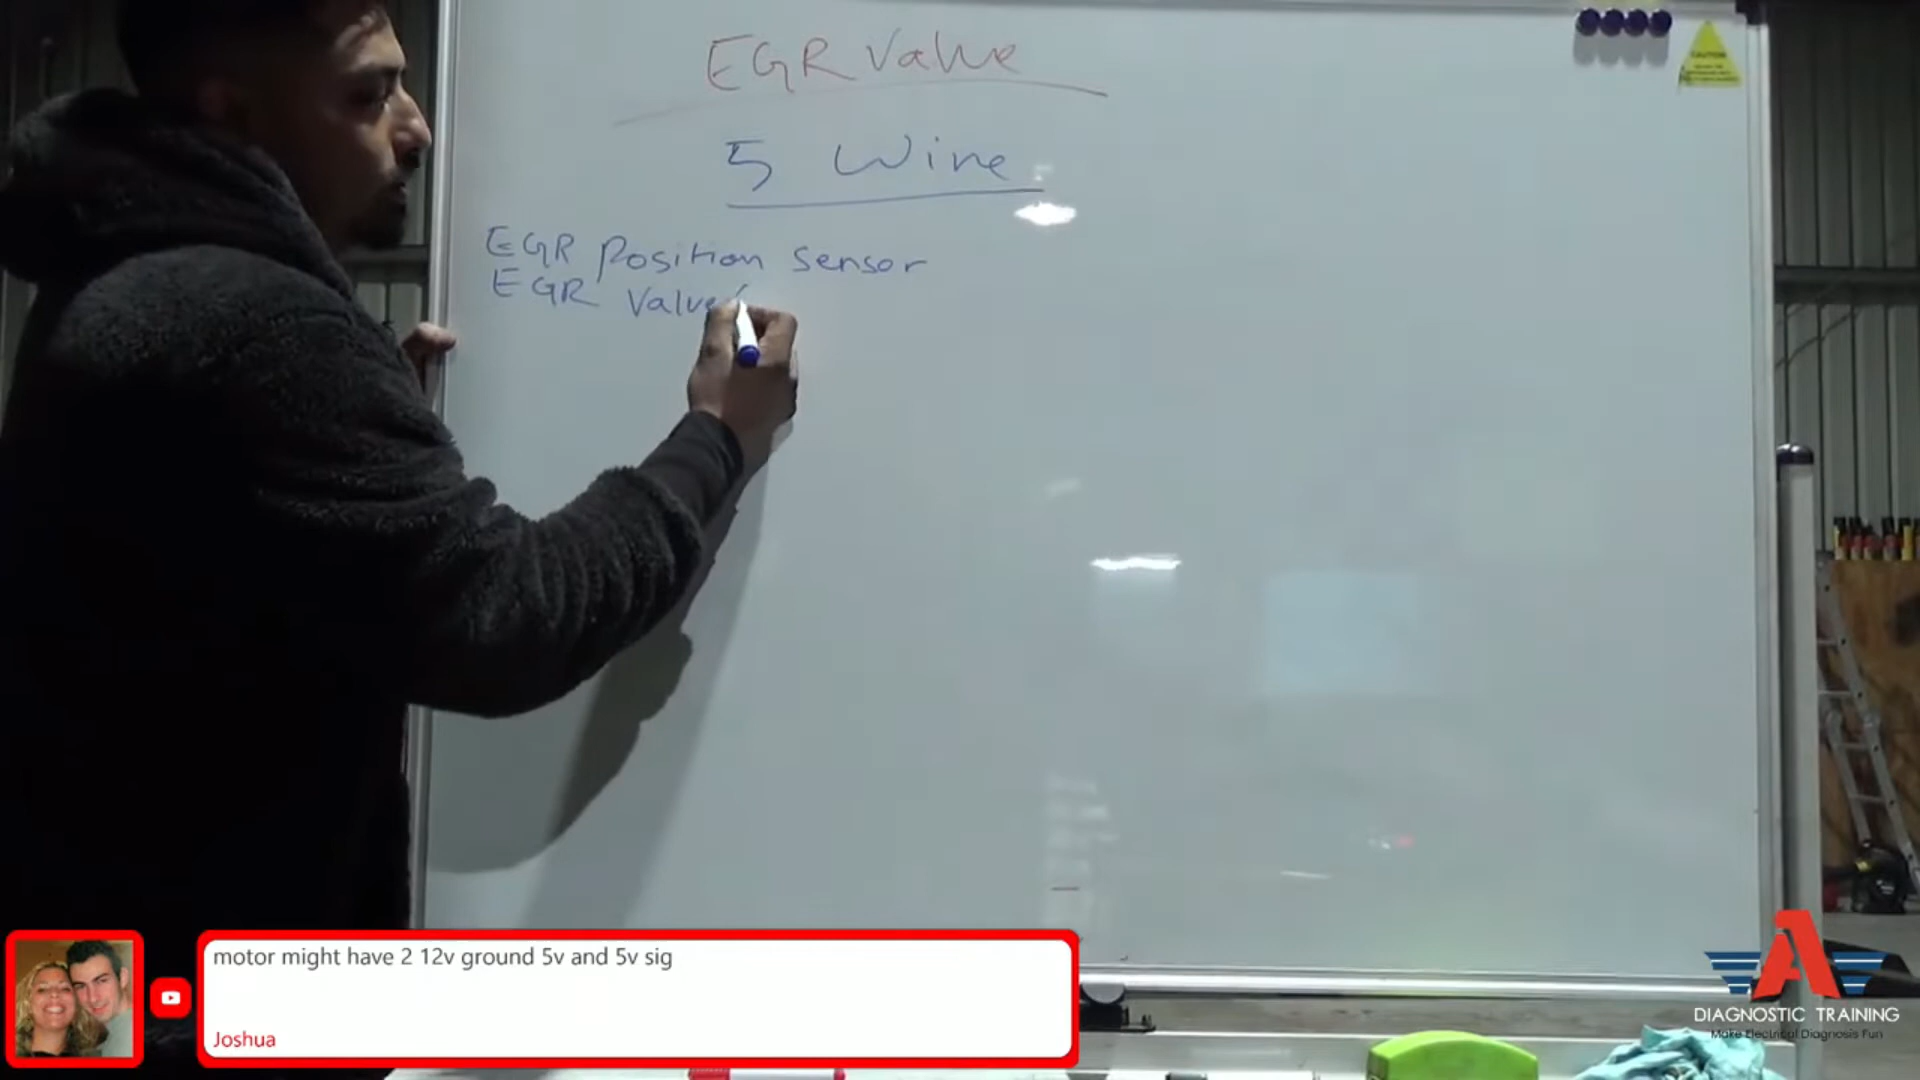 EGR Valve
5 Wire
EGR Position Sensor
EGR Valve
CAUTION
motor might have 2 12v ground 5v and 5v sig
Joshua
A
DIAGNOSTIC TRAINING
Make Electrical Diagnosis Fun